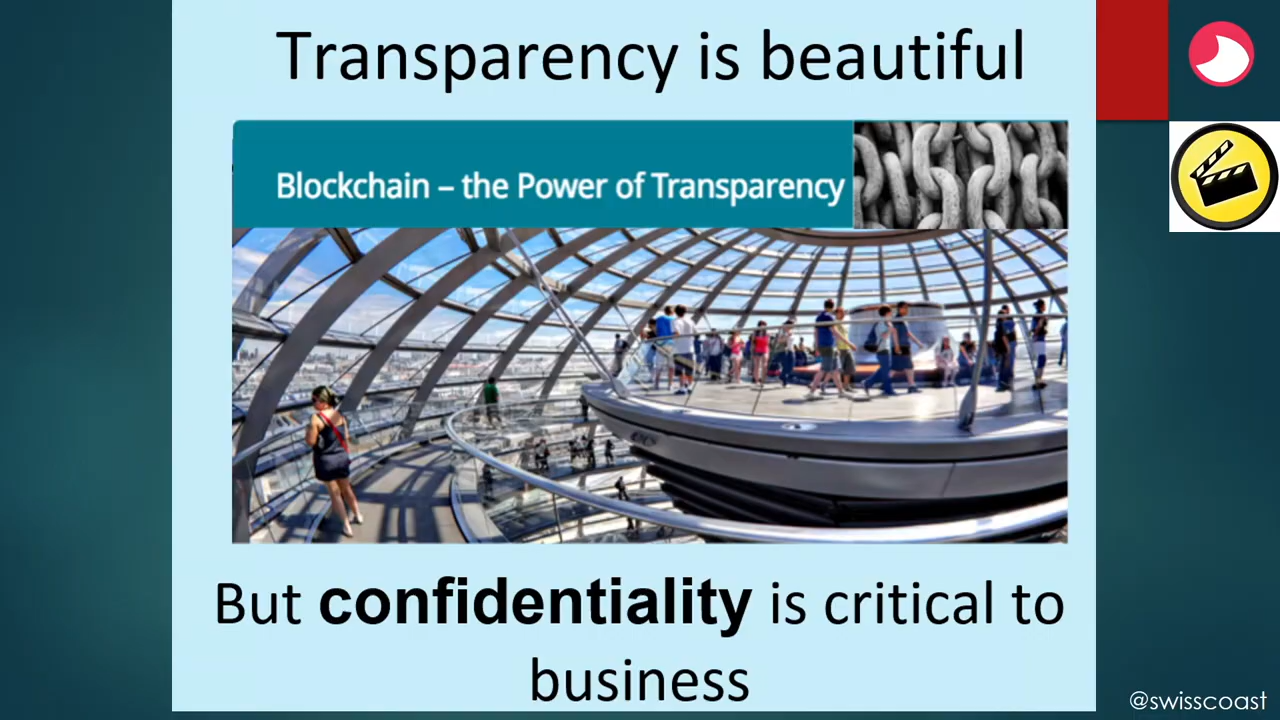 Transparency is beautiful
Blockchain – the Power of Transparency
But confidentiality is critical to
business
@swisscoast